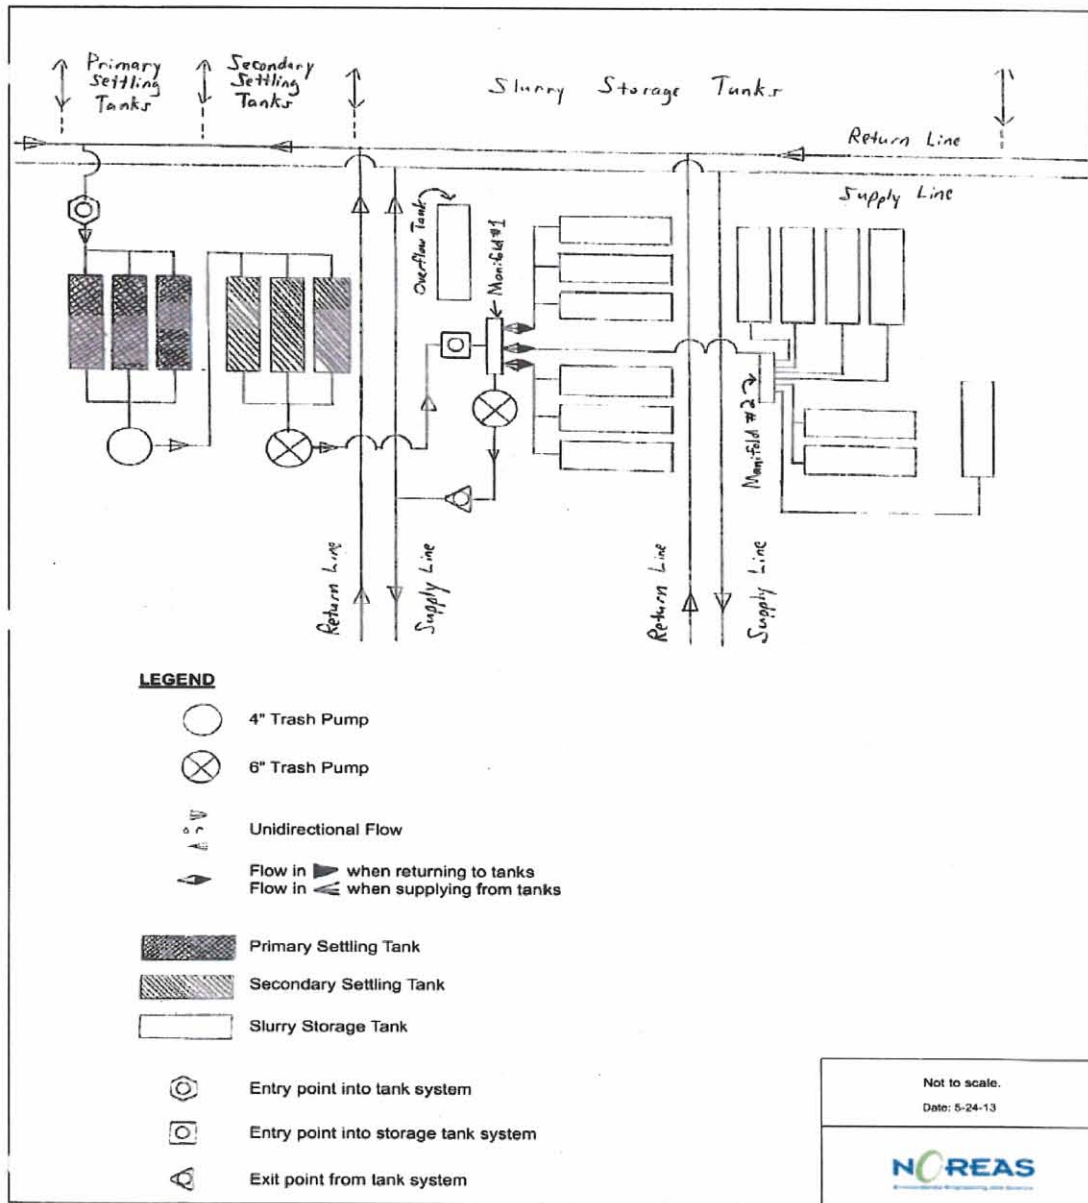 Primary
Settling
Tanks
Secondary
Settling
Tanks
Slurry Storage Tunks
Return Line
Supply Line
Overflow Tank
Manifold #1
Manifold #2
Return Line
Supply Line
Return Line
Supply Line
LEGEND
4" Trash Pump
6" Trash Pump
Unidirectional Flow
Flow in when returning to tanks
Flow in when supplying from tanks
Primary Settling Tank
Secondary Settling Tank
Slurry Storage Tank
Entry point into tank system
Entry point into storage tank system
Exit point from tank system
Not to scale.
Date: 5-24-13
NOREAS